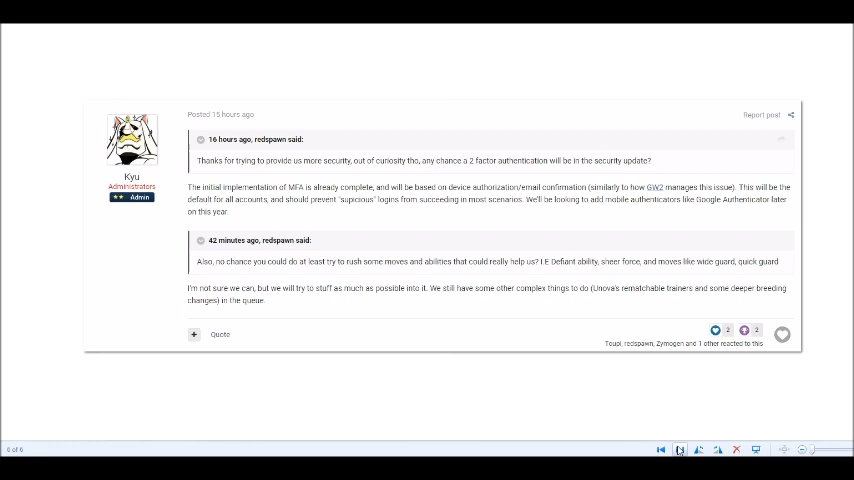 Posted 15 hours ago
Report post
16 hours ago, redspawn said:
Thanks for trying to provide us more security, out of curiosity tho, any chance a 2 factor authentication will be in the security update?
Kyu
Administrators
Admin
The initial implementation of MFA is already complete, and will be based on device authorization/email confirmation (similarly to how GW2 manages this issue). This will be the
default for all accounts, and should prevent "supicious" logins from succeeding in most scenarios. We'll be looking to add mobile authenticators like Google Authenticator later
on this year.
42 minutes ago, redspawn said:
Also, no chance you could do at least try to rush some moves and abilities that could really help us? I.E Defiant ability, sheer force, and moves like wide guard, quick guard
I'm not sure we can, but we will try to stuff as much as possible into it. We still have some other complex things to do (Unova's rematchable trainers and some deeper breeding
changes) in the queue.
+ Quote
2 2
Toupi, redspawn, Zymogen and 1 other reacted to this
6 of 6